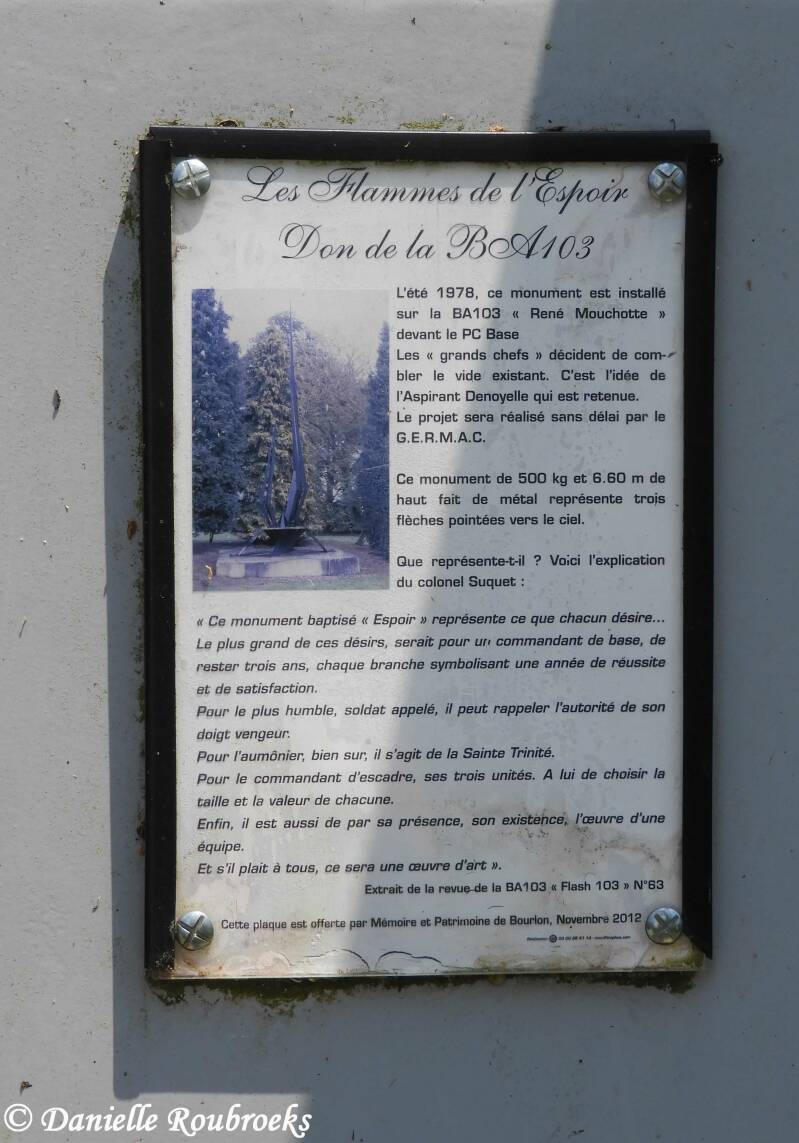 Les Flammes de l'Espoir
Don de la BA103
L'été 1978, ce monument est installé
sur la BA103 « René Mouchotte »
devant le PC Base
Les « grands chefs » décident de com-
bler le vide existant. C'est l'idée de
l'Aspirant Denoyelle qui est retenue.
Le projet sera réalisé sans délai par le
G.E.R.M.A.C.
Ce monument de 500 kg et 6.60 m de
haut fait de métal représente trois
flèches pointées vers le ciel.
Que représente-t-il ? Voici l'explication
du colonel Suquet :
« Ce monument baptisé « Espoir » représente ce que chacun désire...
Le plus grand de ces désirs, serait pour un commandant de base, de
rester trois ans, chaque branche symbolisant une année de réussite
et de satisfaction.
Pour le plus humble, soldat appelé, il peut rappeler l'autorité de son
doigt vengeur.
Pour l'aumônier, bien sur, il s'agit de la Sainte Trinité.
Pour le commandant d'escadre, ses trois unités. A lui de choisir la
taille et la valeur de chacune.
Enfin, il est aussi de par sa présence, son existence, l'œuvre d'une
équipe.
Et s'il plait à tous, ce sera une œuvre d'art ».
Extrait de la revue de la BA103 « Flash 103 » N°63
Cette plaque est offerte par Mémoire et Patrimoine de Bourlon, Novembre 2012
© Danielle Roubroeks